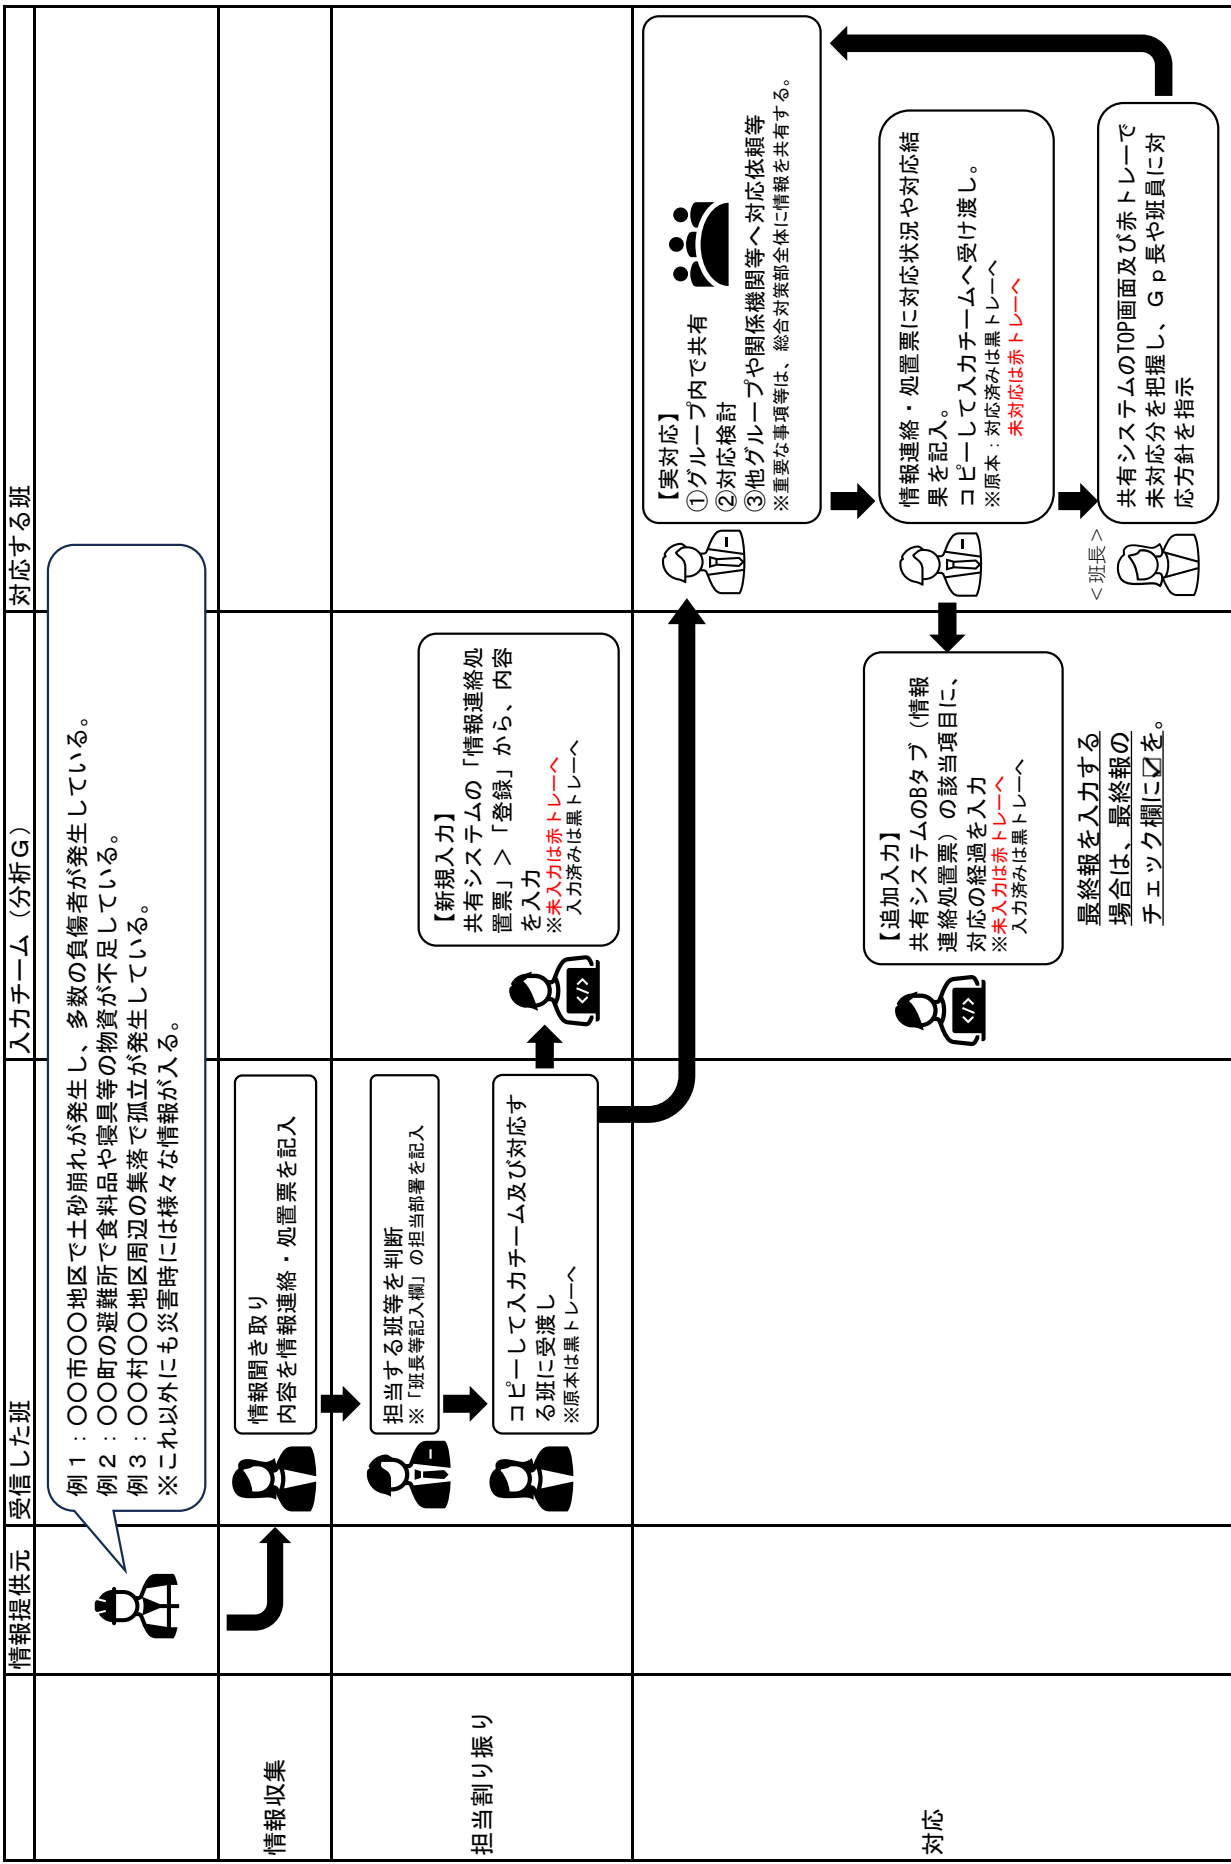 情報提供元
受信した班
入力チーム（分析Ｇ）
対応する班
例１：〇〇市〇〇地区で土砂崩れが発生し、多数の負傷者が発生している。
例２：〇〇町の避難所で食料品や寝具等の物資が不足している。
例３：〇〇村〇〇地区周辺の集落で孤立が発生している。
※これ以外にも災害時には様々な情報が入る。
情報収集
情報聞き取り
内容を情報連絡・処置票を記入
担当割り振り
担当する班等を判断
※「班長等記入欄」の担当部署を記入
コピーして入力チーム及び対応す
る班に受渡し
※原本は黒トレーへ
【新規入力】
共有システムの「情報連絡処
置票」＞「登録」から、内容
を入力
※未入力は赤トレーへ
入力済みは黒トレーへ
対応
【実対応】
①グループ内で共有
②対応検討
③他グループや関係機関等へ対応依頼等
※重要な事項等は、総合対策部全体に情報を共有する。
情報連絡・処置票に対応状況や対応結
果を記入。
コピーして入力チームへ受け渡し。
※原本：対応済みは黒トレーへ
未対応は赤トレーへ
【追加入力】
共有システムのBタブ（情報
連絡処置票）の該当項目に、
対応の経過を入力
※未入力は赤トレーへ
入力済みは黒トレーへ
最終報を入力する
場合は、最終報の
チェック欄に☑を。
＜班長＞
共有システムのTOP画面及び赤トレーで
未対応分を把握し、Ｇｐ長や班員に対
応方針を指示